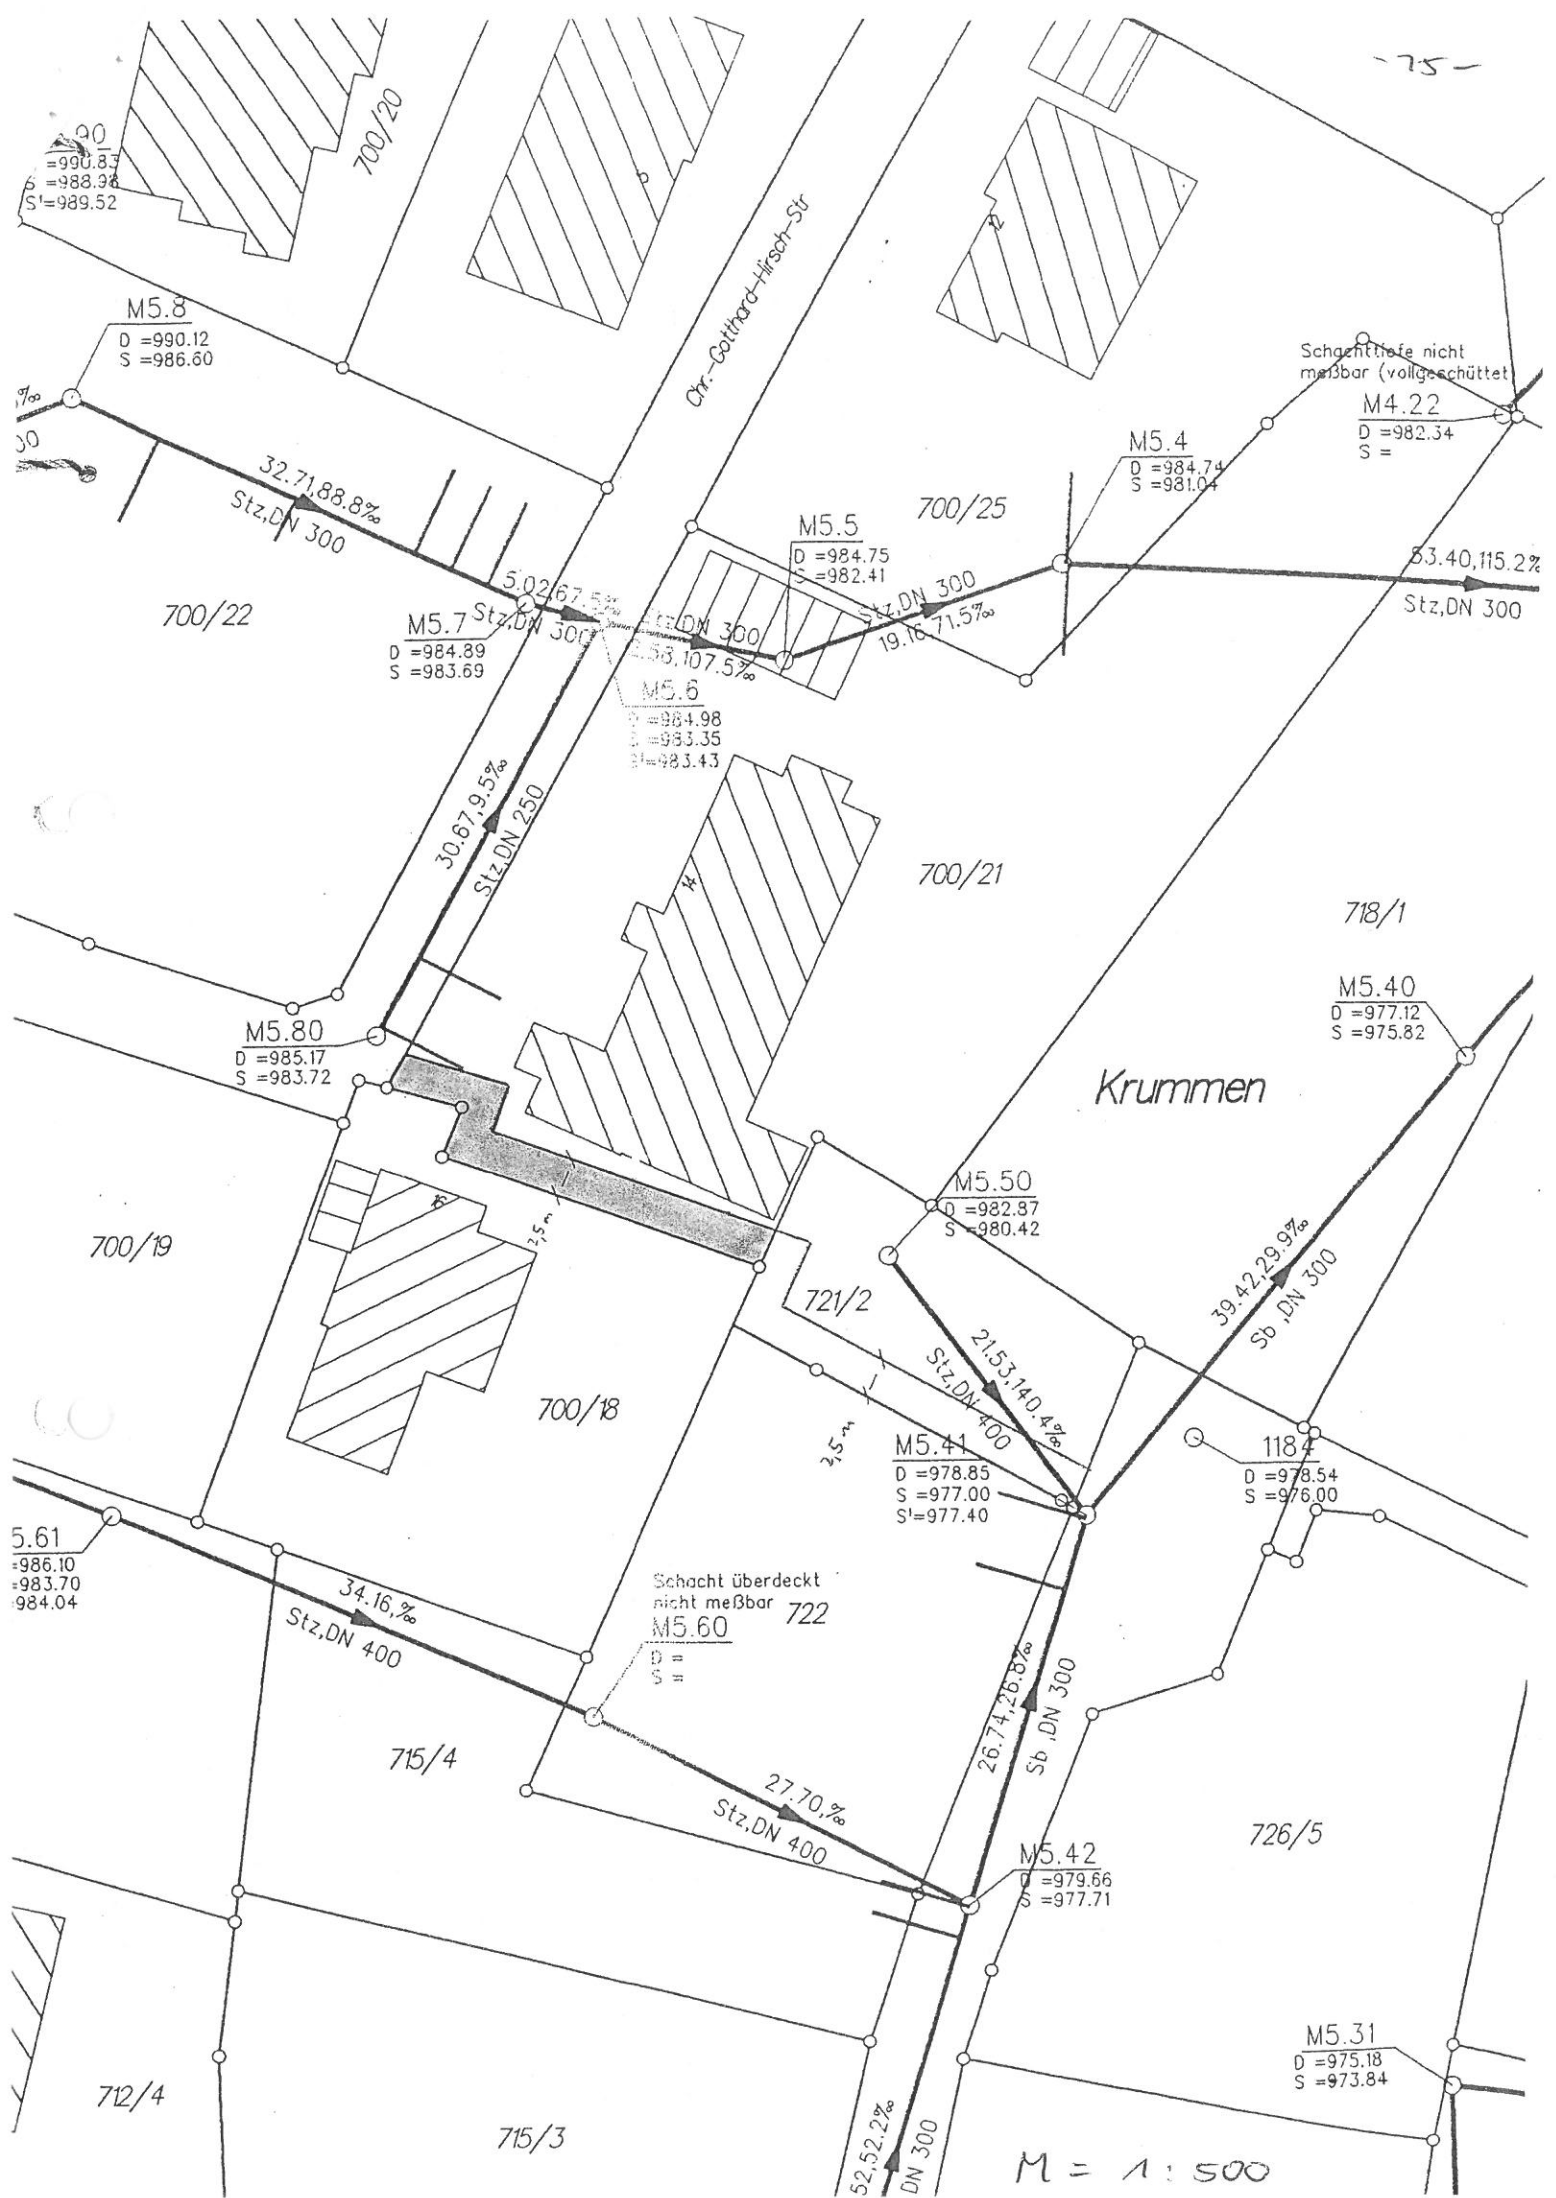 -75-
700/20
=990.83
S =988.98
S'=989.52
Chr.-Gotthard-Hirsch-Str
12
M5.8
D =990.12
S =986.60
32.71,88.8‰
Stz,DN 300
Schachttiefe nicht
meßbar (vollgeschüttet
M4.22
D =982.34
S =
M5.4
D =984.74
S =981.04
700/25
M5.5
D =984.75
S =982.41
53.40,115.2‰
Stz,DN 300
Stz,DN 300
19.16,71.5‰
700/22
5.02,67.5‰
Stz,DN 300
M5.7
D =984.89
S =983.69
Stz,DN 300
2.58,107.5‰
M5.6
D =984.98
S =983.35
S'=983.43
30.67,9.5‰
Stz,DN 250
14
700/21
718/1
M5.40
D =977.12
S =975.82
M5.80
D =985.17
S =983.72
Krummen
M5.50
D =982.87
S =980.42
16
2,5 m
700/19
721/2
39.42,29.9‰
Sb ,DN 300
21.53,140.4‰
Stz,DN 400
700/18
2,5 m
M5.41
D =978.85
S =977.00
S'=977.40
1184
D =978.54
S =976.00
5.61
=986.10
=983.70
984.04
34.16,‰
Stz,DN 400
Schacht überdeckt
nicht meßbar
722
M5.60
D =
S =
26.74,26.8‰
Sb ,DN 300
715/4
27.70,‰
Stz,DN 400
726/5
M5.42
D =979.66
S =977.71
M5.31
D =975.18
S =973.84
712/4
715/3
52,52.2‰
DN 300
M = 1:500